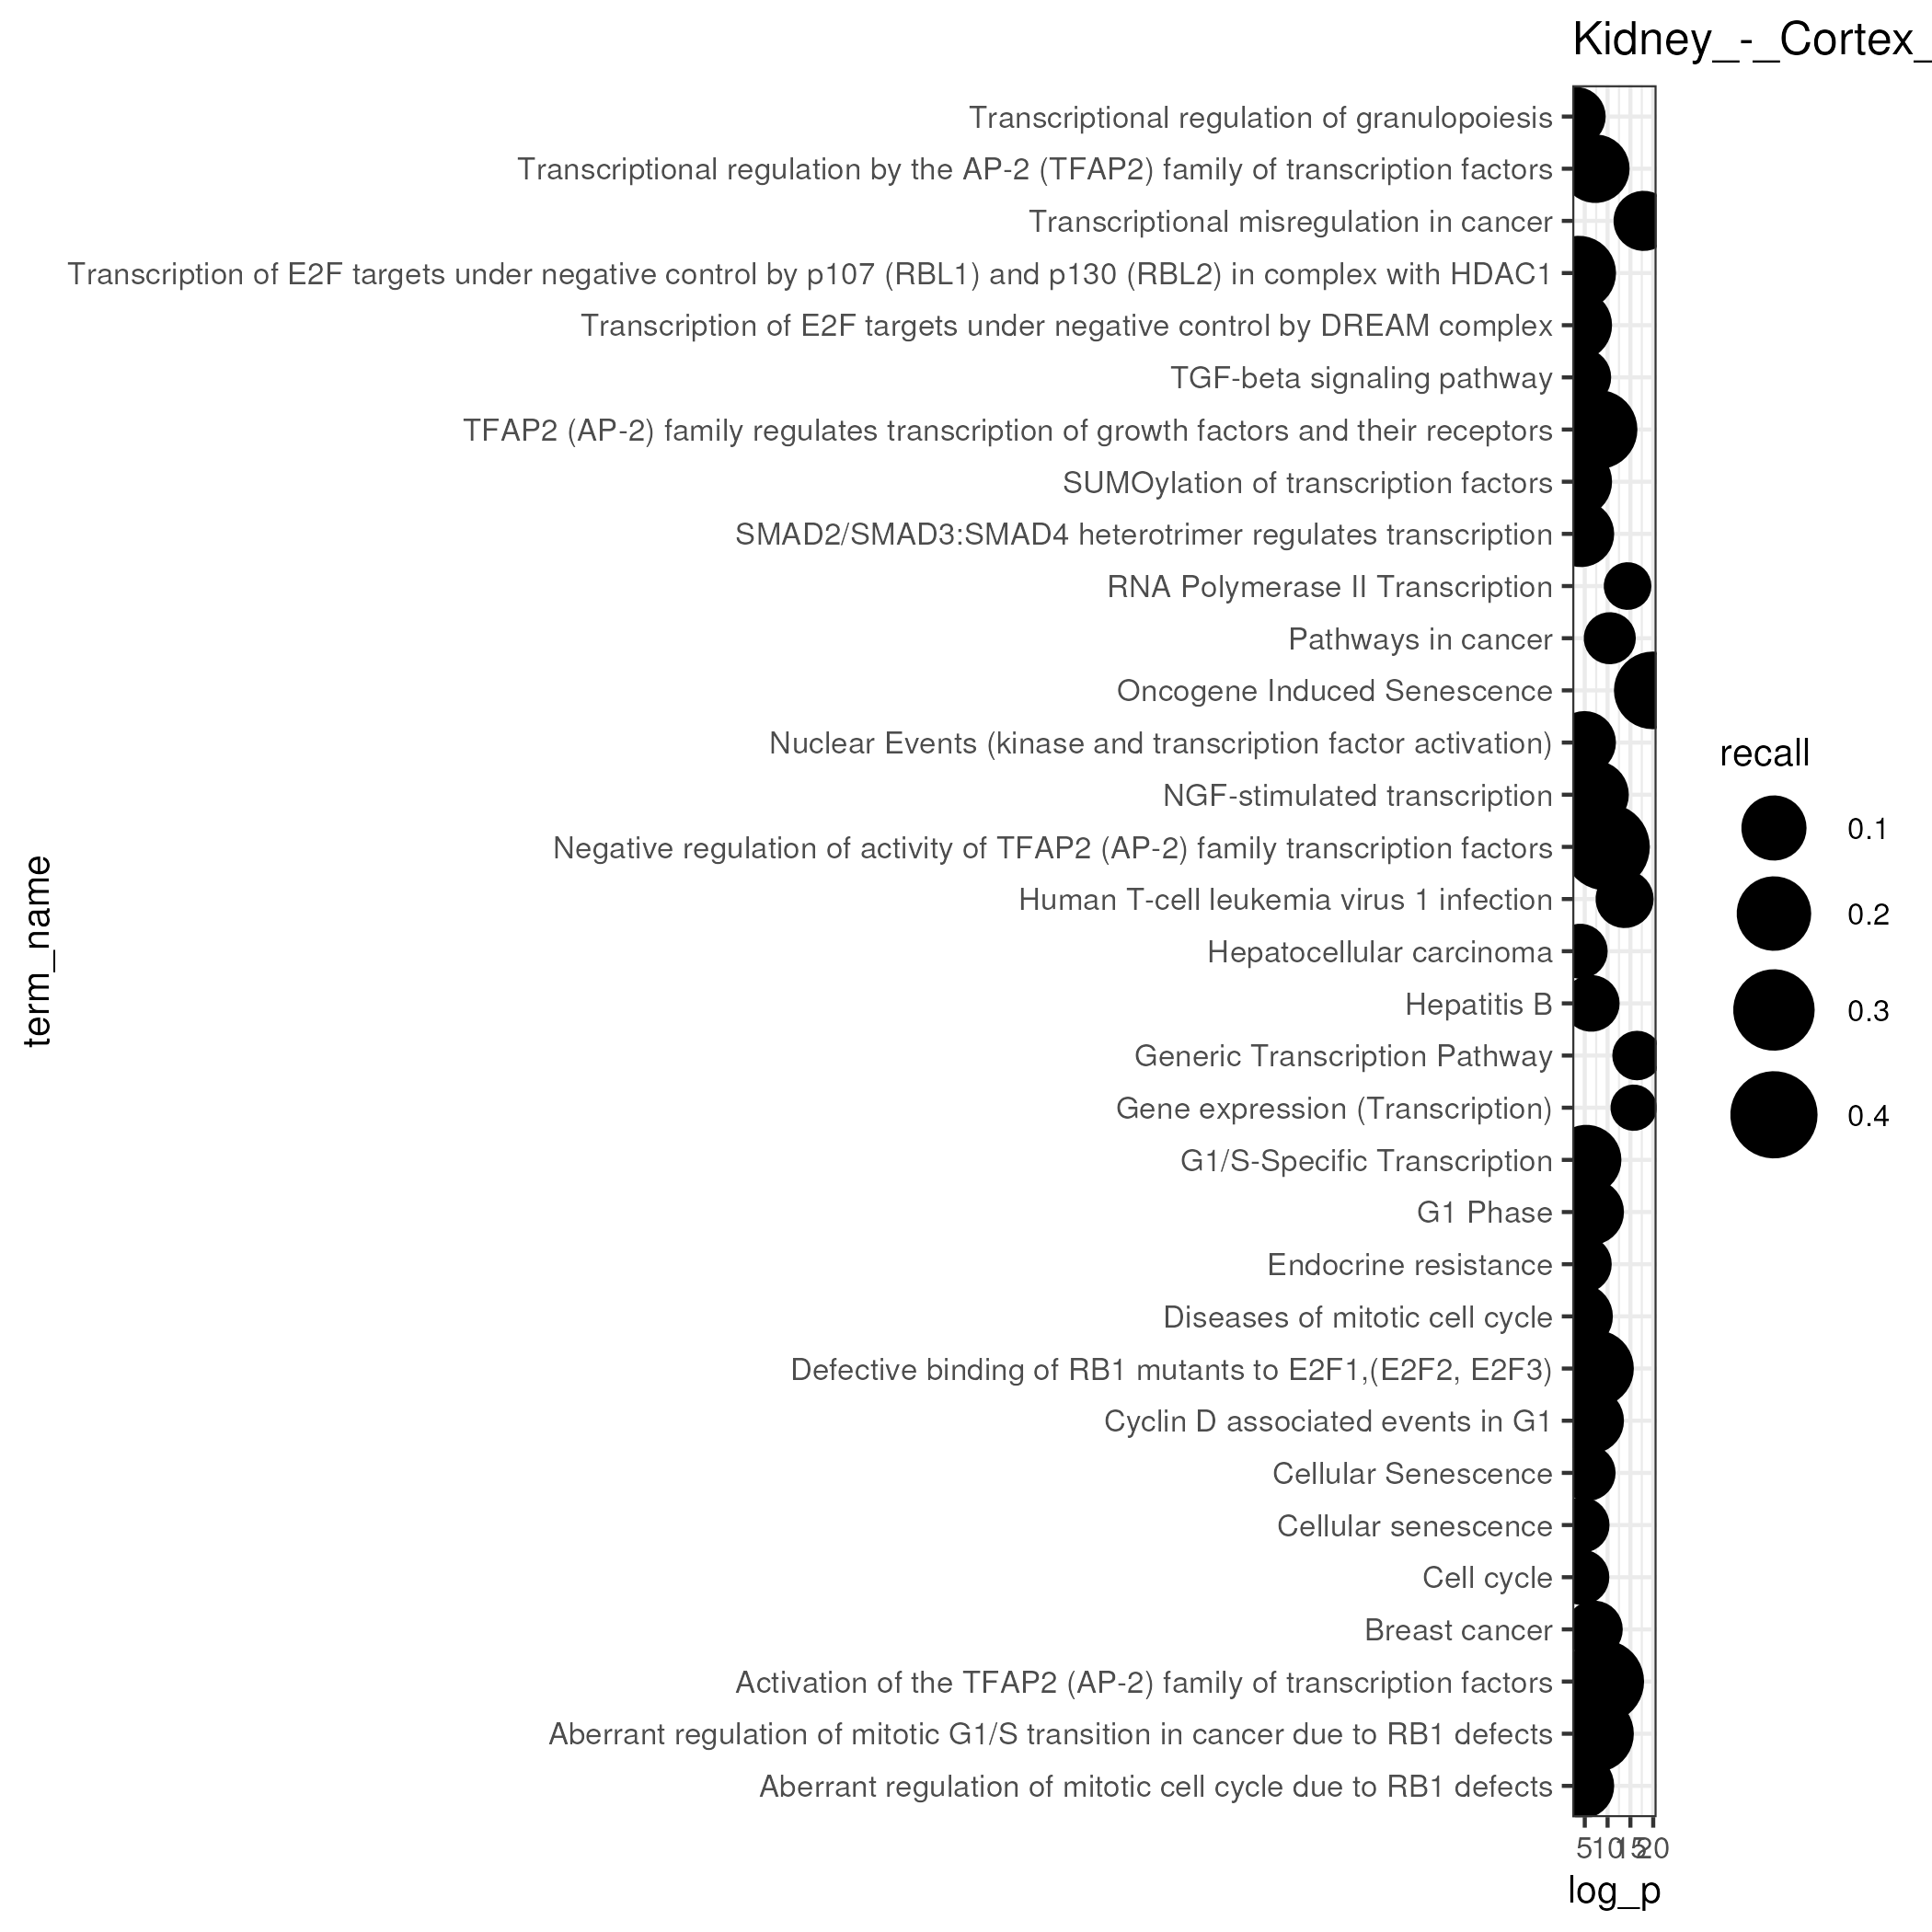 Kidney_-_Cortex_
Transcriptional regulation of granulopoiesis
Transcriptional regulation by the AP-2 (TFAP2) family of transcription factors
Transcriptional misregulation in cancer
Transcription of E2F targets under negative control by p107 (RBL1) and p130 (RBL2) in complex with HDAC1
Transcription of E2F targets under negative control by DREAM complex
TGF-beta signaling pathway
TFAP2 (AP-2) family regulates transcription of growth factors and their receptors
SUMOylation of transcription factors
SMAD2/SMAD3:SMAD4 heterotrimer regulates transcription
RNA Polymerase II Transcription
Pathways in cancer
Oncogene Induced Senescence
Nuclear Events (kinase and transcription factor activation)
NGF-stimulated transcription
Negative regulation of activity of TFAP2 (AP-2) family transcription factors
Human T-cell leukemia virus 1 infection
Hepatocellular carcinoma
Hepatitis B
Generic Transcription Pathway
Gene expression (Transcription)
G1/S-Specific Transcription
G1 Phase
Endocrine resistance
Diseases of mitotic cell cycle
Defective binding of RB1 mutants to E2F1,(E2F2, E2F3)
Cyclin D associated events in G1
Cellular Senescence
Cellular senescence
Cell cycle
Breast cancer
Activation of the TFAP2 (AP-2) family of transcription factors
Aberrant regulation of mitotic G1/S transition in cancer due to RB1 defects
Aberrant regulation of mitotic cell cycle due to RB1 defects
term_name
5 10 15 20
log_p
recall
0.1
0.2
0.3
0.4